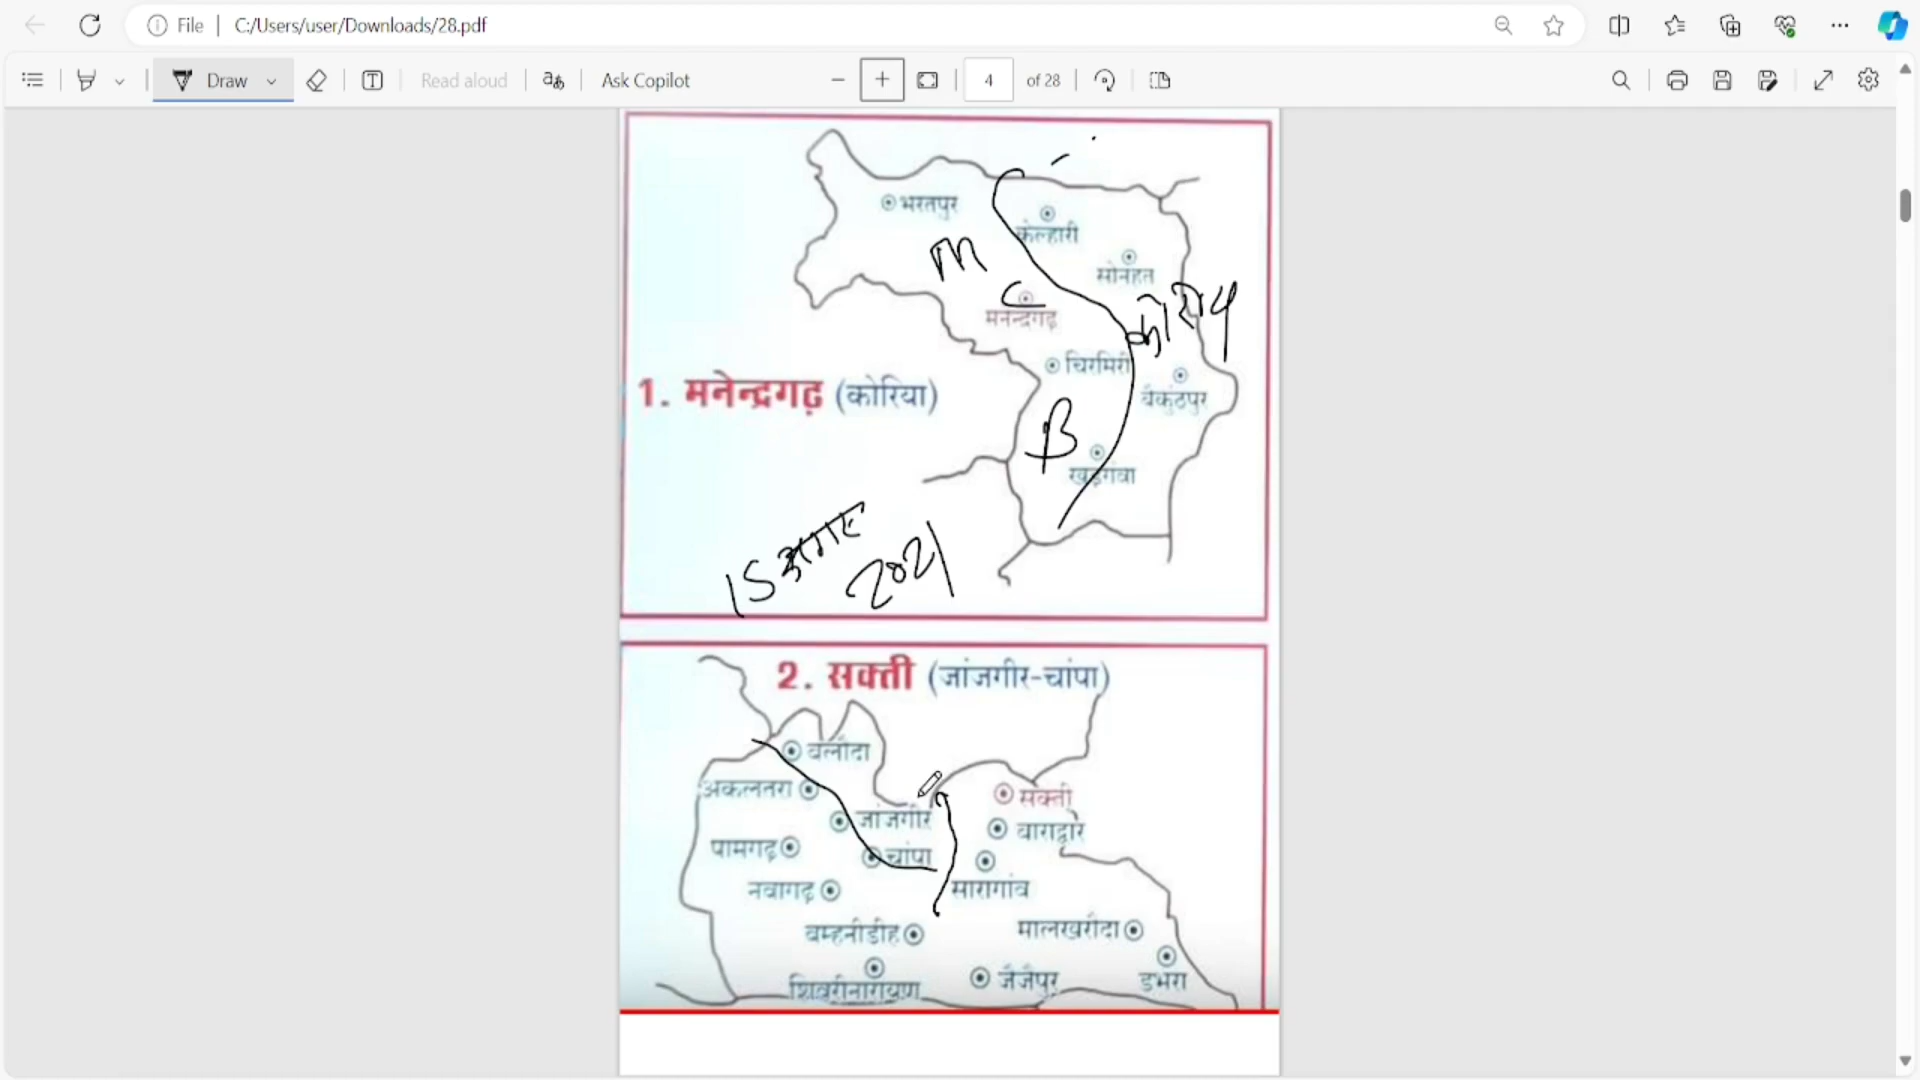 File C:/Users/user/Downloads/28.pdf
Draw Read aloud Ask Copilot 4 of 28
भरतपुर
केल्हारी
सोनहत
M
C
मनेन्द्रगढ़
चिरमिरी
बैकुंठपुर
1. मनेन्द्रगढ़ (कोरिया)
B
खड़गंवा
15
2021
2. सक्ती (जांजगीर-चांपा)
बलौदा
अकलतरा
सक्ती
जांजगीर
बाराद्वार
पामगढ़
चांपा
नवागढ़
सारागांव
बम्हनीडीह
मालखरौदा
शिवरीनारायण
जैजैपुर
डभरा